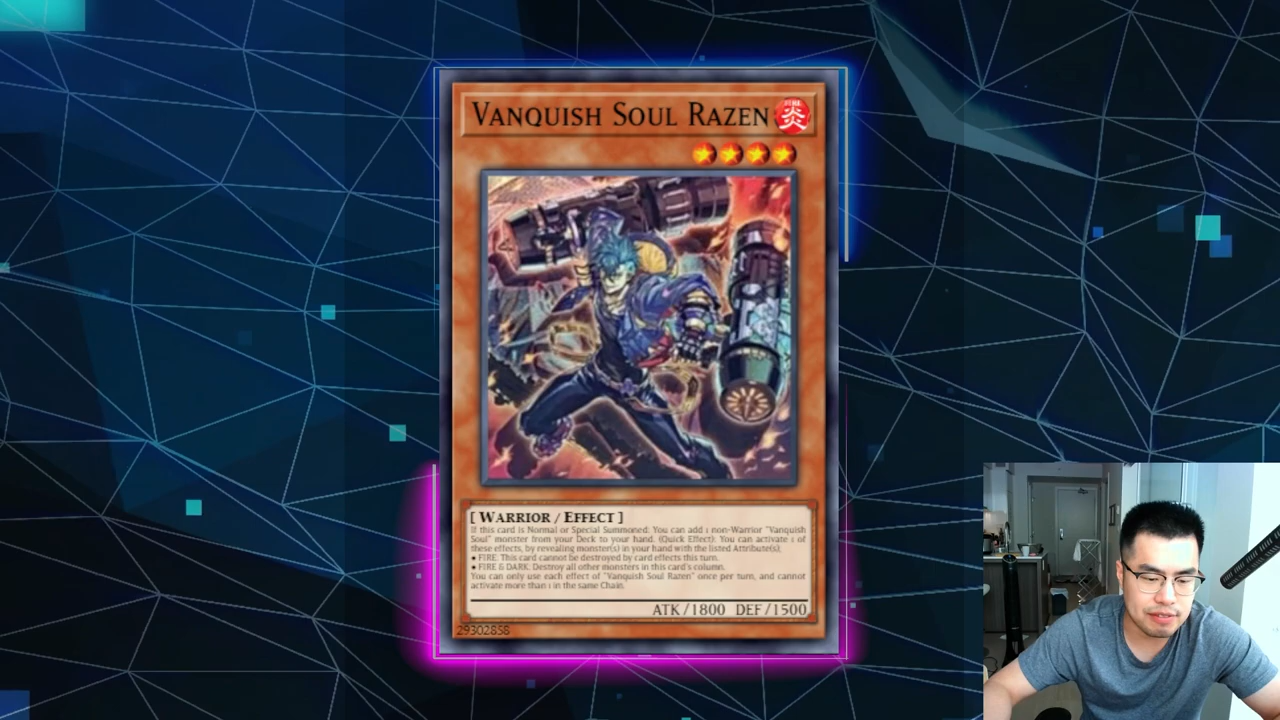 VANQUISH SOUL RAZEN
炎
[ WARRIOR / EFFECT ]
If this card is Normal or Special Summoned: You can add 1 non-Warrior "Vanquish
Soul" monster from your Deck to your hand. (Quick Effect): You can activate 1 of
these effects, by revealing monster(s) in your hand with the listed Attribute(s);
● FIRE: This card cannot be destroyed by card effects this turn.
● FIRE & DARK: Destroy all other monsters in this card's column.
You can only use each effect of "Vanquish Soul Razen" once per turn, and cannot
activate more than 1 in the same Chain.
ATK/1800 DEF/1500
29302858